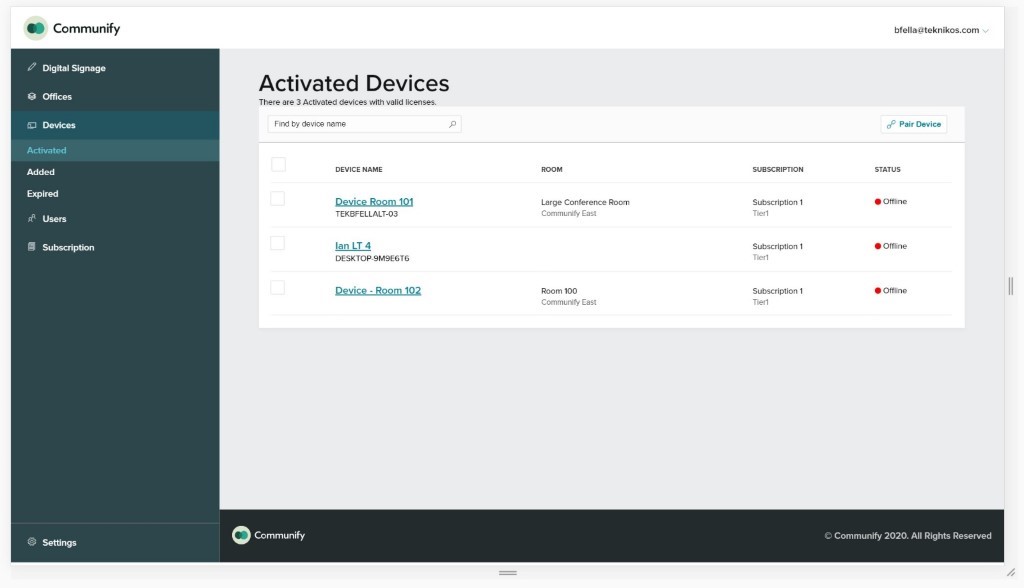 Communify
bfella@teknikos.com
Digital Signage
Offices
Devices
Activated
Added
Expired
Users
Subscription
Settings
Activated Devices
There are 3 Activated devices with valid licenses.
Find by device name
Pair Device
DEVICE NAME ROOM SUBSCRIPTION STATUS
Device Room 101 Large Conference Room Subscription 1 Offline
TEKBFELLALT-03 Communify East Tier1
Ian LT 4 Subscription 1 Offline
DESKTOP-9M9E6T6 Tier1
Device - Room 102 Room 100 Subscription 1 Offline
Communify East Tier1
Communify
© Communify 2020. All Rights Reserved